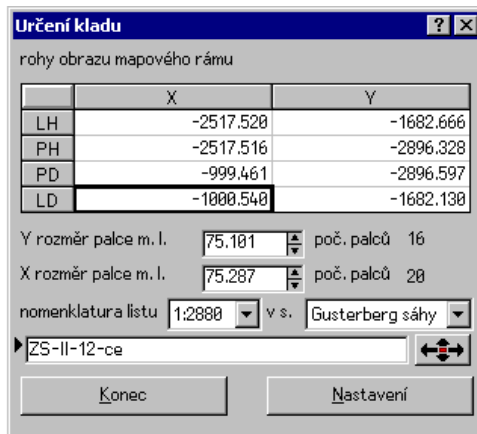 Určení kladu ? X
rohy obrazu mapového rámu
X Y
LH -2517.520 -1682.666
PH -2517.516 -2896.328
PD -999.461 -2896.597
LD -1000.540 -1682.130
Y rozměr palce m. l. 75.101 poč. palců 16
X rozměr palce m. l. 75.287 poč. palců 20
nomenklatura listu 1:2880 v s. Gusterberg sáhy
ZS-II-12-ce
Konec Nastavení